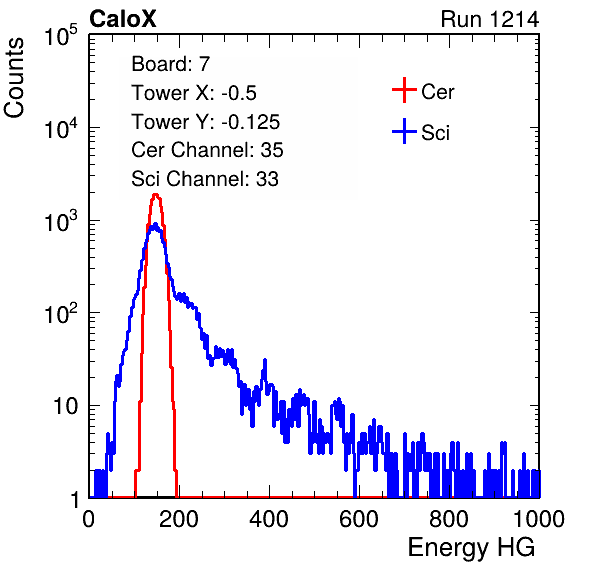 CaloX Run 1214
Counts
Board: 7
Tower X: -0.5
Tower Y: -0.125
Cer Channel: 35
Sci Channel: 33
Cer
Sci
10^5
10^4
10^3
10^2
10
1
0 200 400 600 800 1000
Energy HG